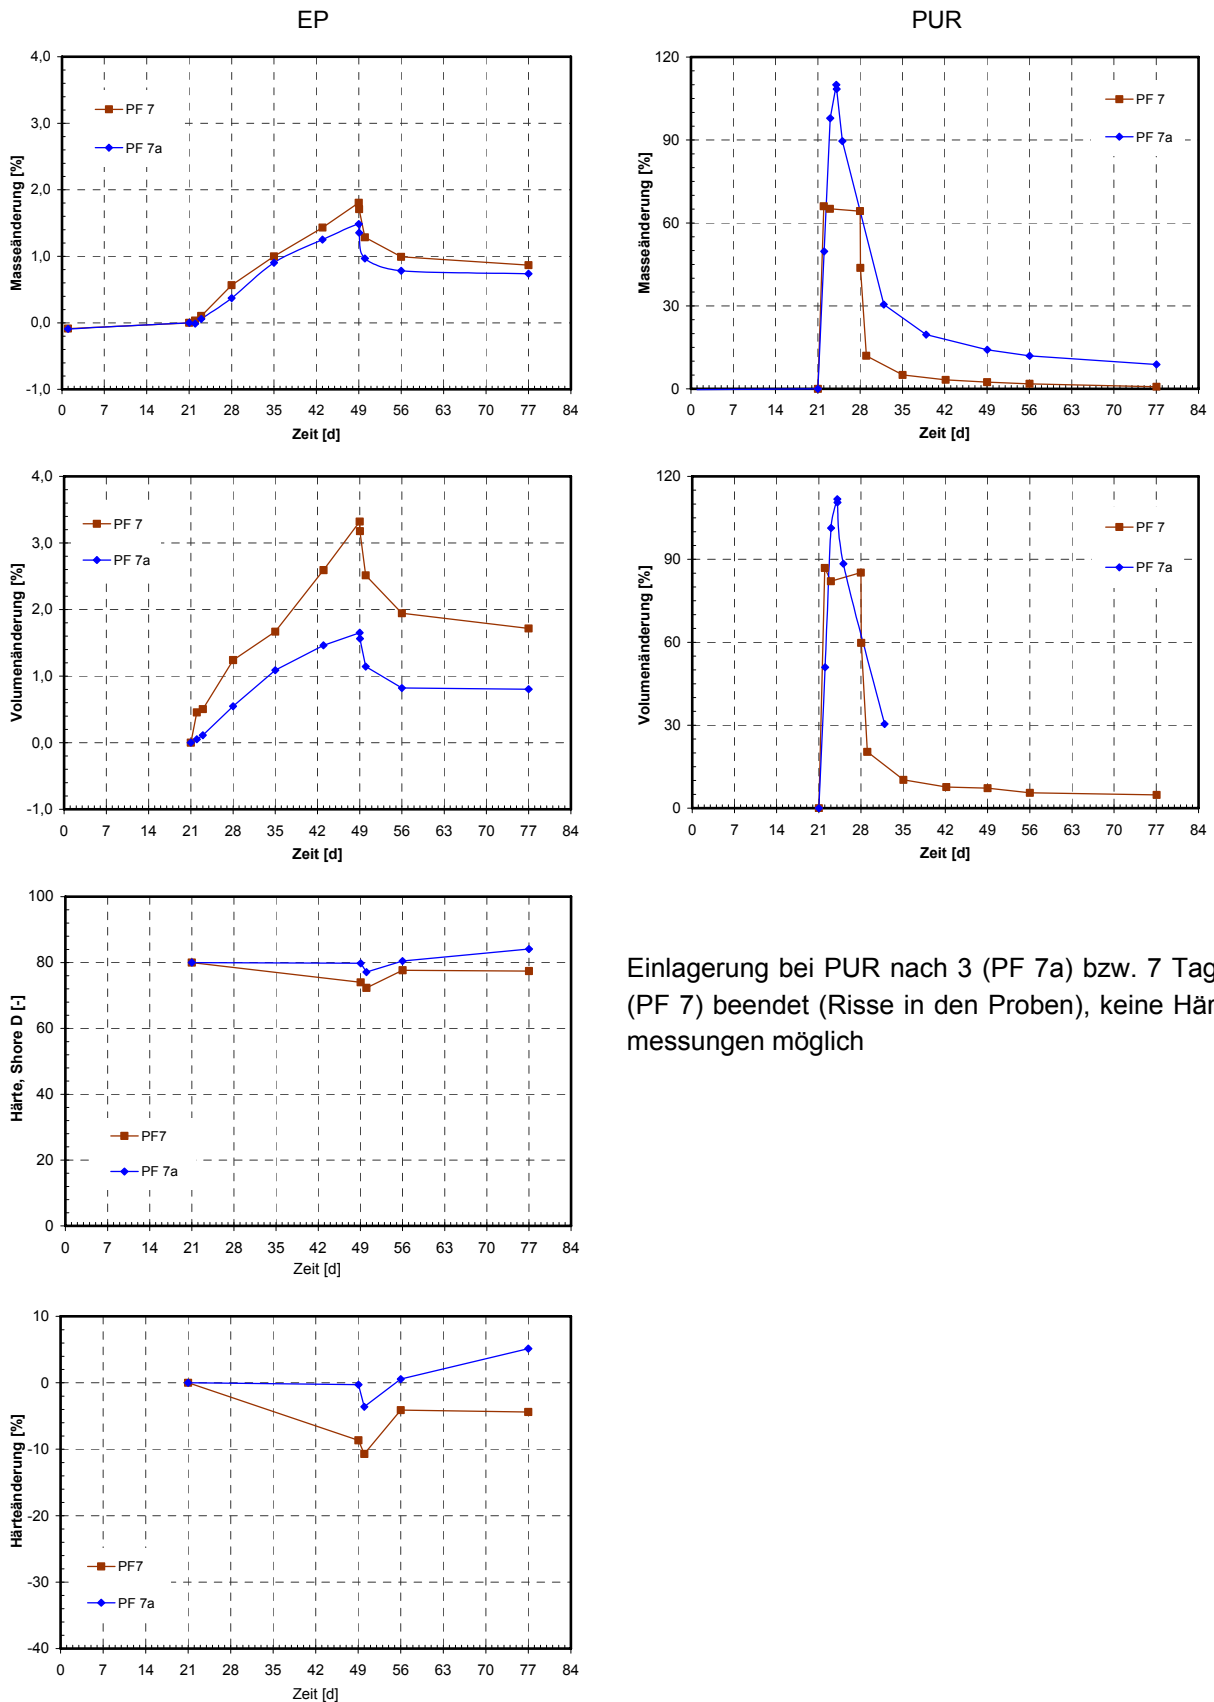 EP
PUR
4,0
3,0
2,0
1,0
0,0
-1,0
Masseänderung [%]
PF 7
PF 7a
0 7 14 21 28 35 42 49 56 63 70 77 84
Zeit [d]
120
90
60
30
0
Masseänderung [%]
PF 7
PF 7a
0 7 14 21 28 35 42 49 56 63 70 77 84
Zeit [d]
4,0
3,0
2,0
1,0
0,0
-1,0
Volumenänderung [%]
PF 7
PF 7a
0 7 14 21 28 35 42 49 56 63 70 77 84
Zeit [d]
120
90
60
30
0
Volumenänderung [%]
PF 7
PF 7a
0 7 14 21 28 35 42 49 56 63 70 77 84
Zeit [d]
100
80
60
40
20
0
Härte, Shore D [-]
PF7
PF 7a
0 7 14 21 28 35 42 49 56 63 70 77 84
Zeit [d]
Einlagerung bei PUR nach 3 (PF 7a) bzw. 7 Tag
(PF 7) beendet (Risse in den Proben), keine Här
messungen möglich
10
0
-10
-20
-30
-40
Härteänderung [%]
PF7
PF 7a
0 7 14 21 28 35 42 49 56 63 70 77 84
Zeit [d]